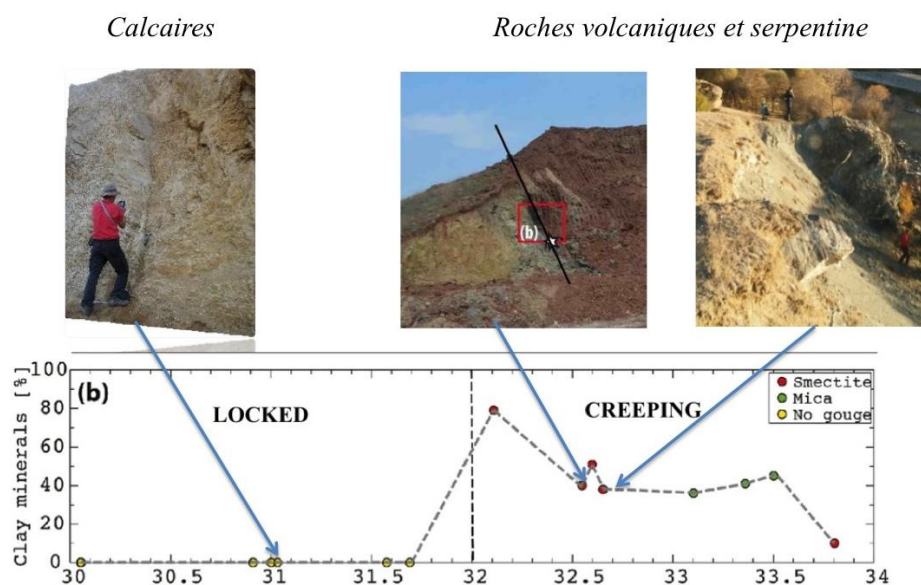 Calcaires
Roches volcaniques et serpentine
(b)
Clay minerals [%]
100
80
60
40
20
0
(b)
LOCKED
CREEPING
Smectite
Mica
No gouge
30 30.5 31 31.5 32 32.5 33 33.5 34